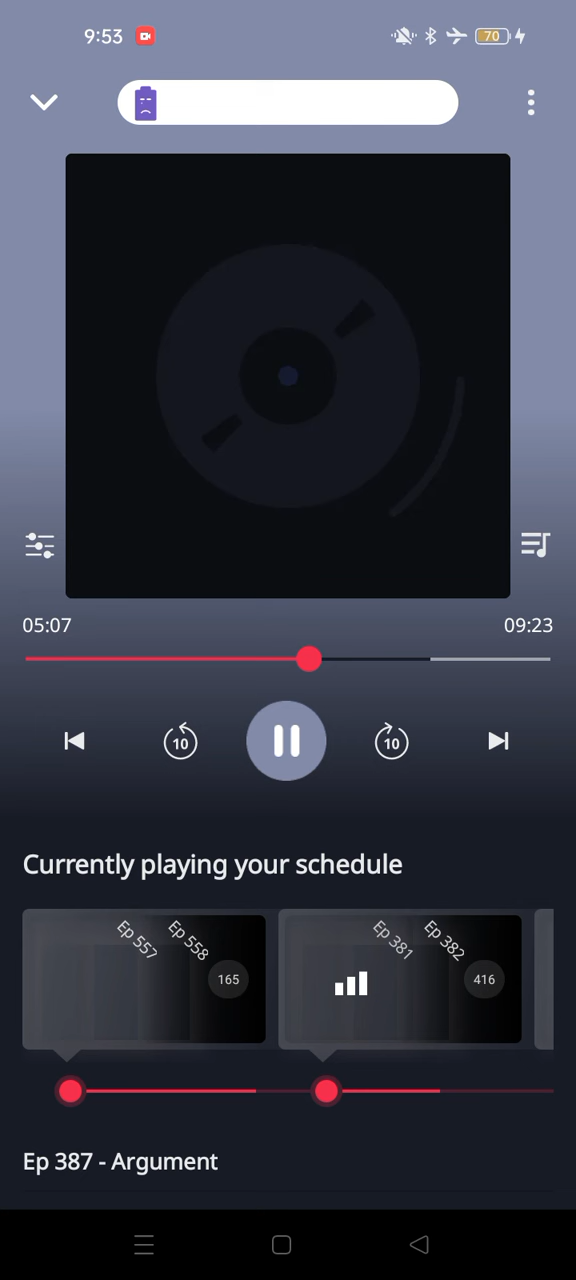 9:53
70
05:07 09:23
10 10
Currently playing your schedule
Ep 557 Ep 558 165
Ep 381 Ep 382 416
Ep 387 - Argument